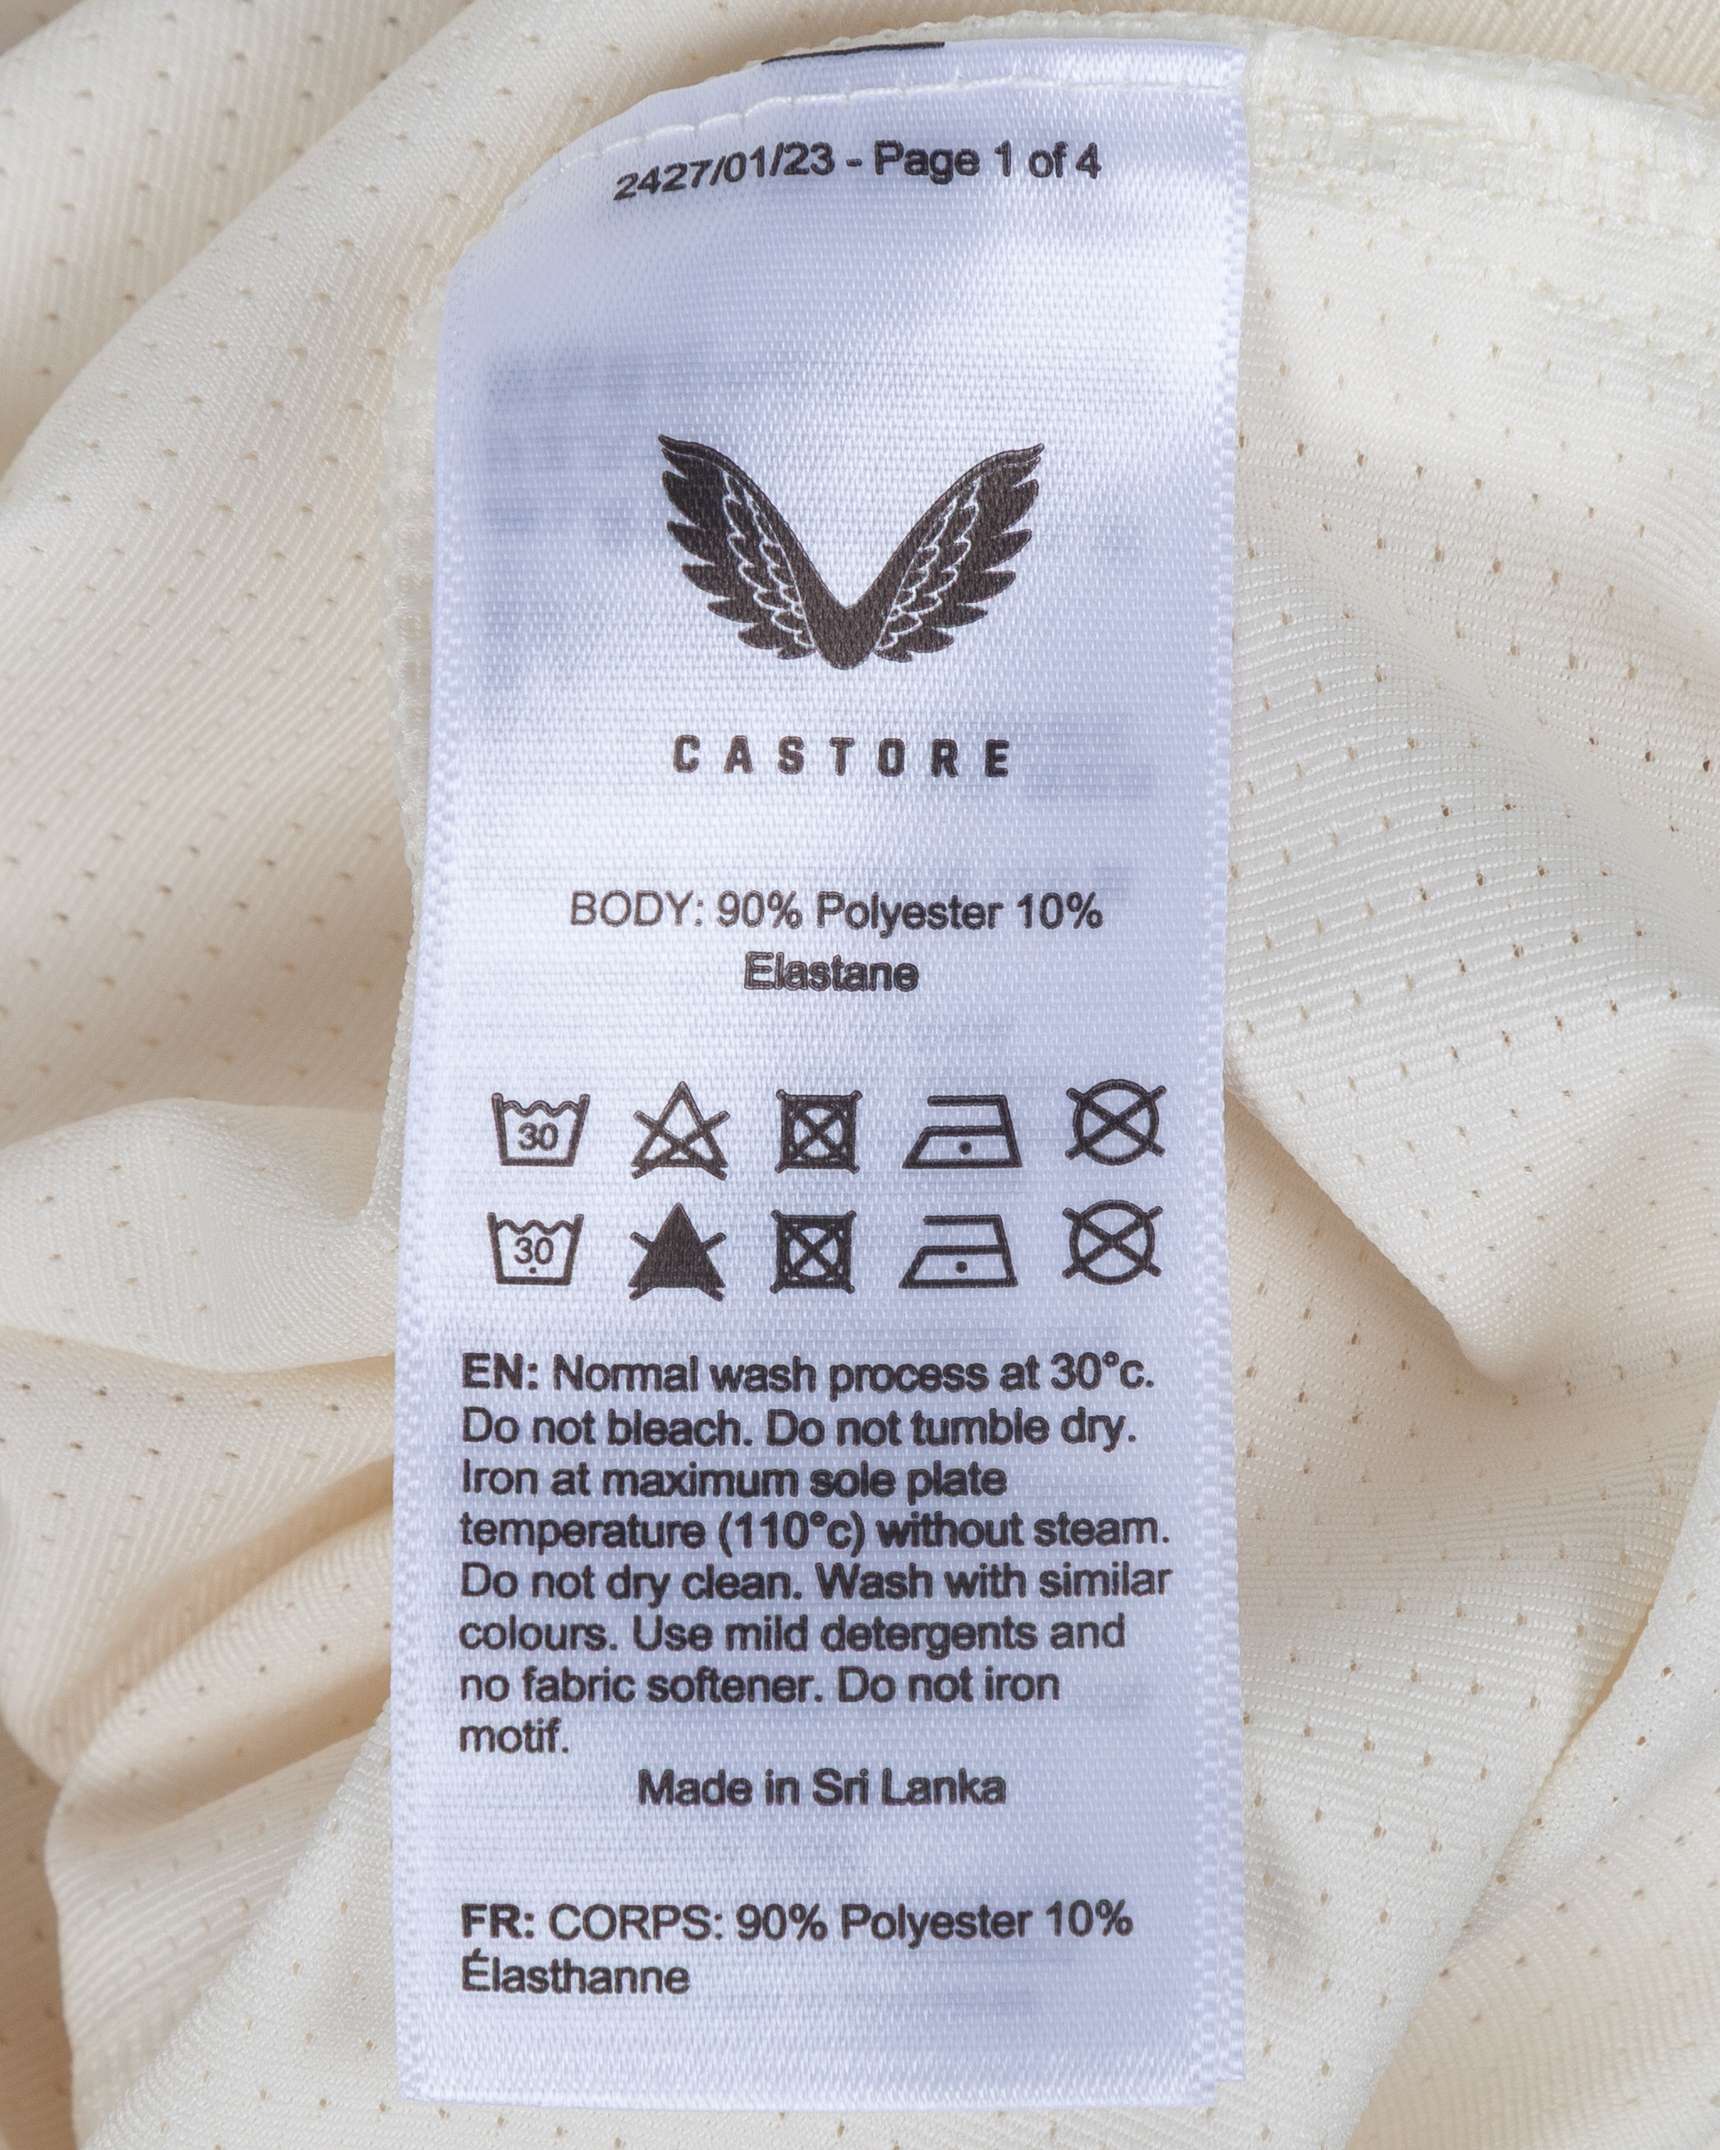 2427/01/23 - Page 1 of 4
CASTORE
BODY: 90% Polyester 10%
Elastane
30
30
EN: Normal wash process at 30°c.
Do not bleach. Do not tumble dry.
Iron at maximum sole plate
temperature (110°c) without steam.
Do not dry clean. Wash with similar
colours. Use mild detergents and
no fabric softener. Do not iron
motif.
Made in Sri Lanka
FR: CORPS: 90% Polyester 10%
Élasthanne